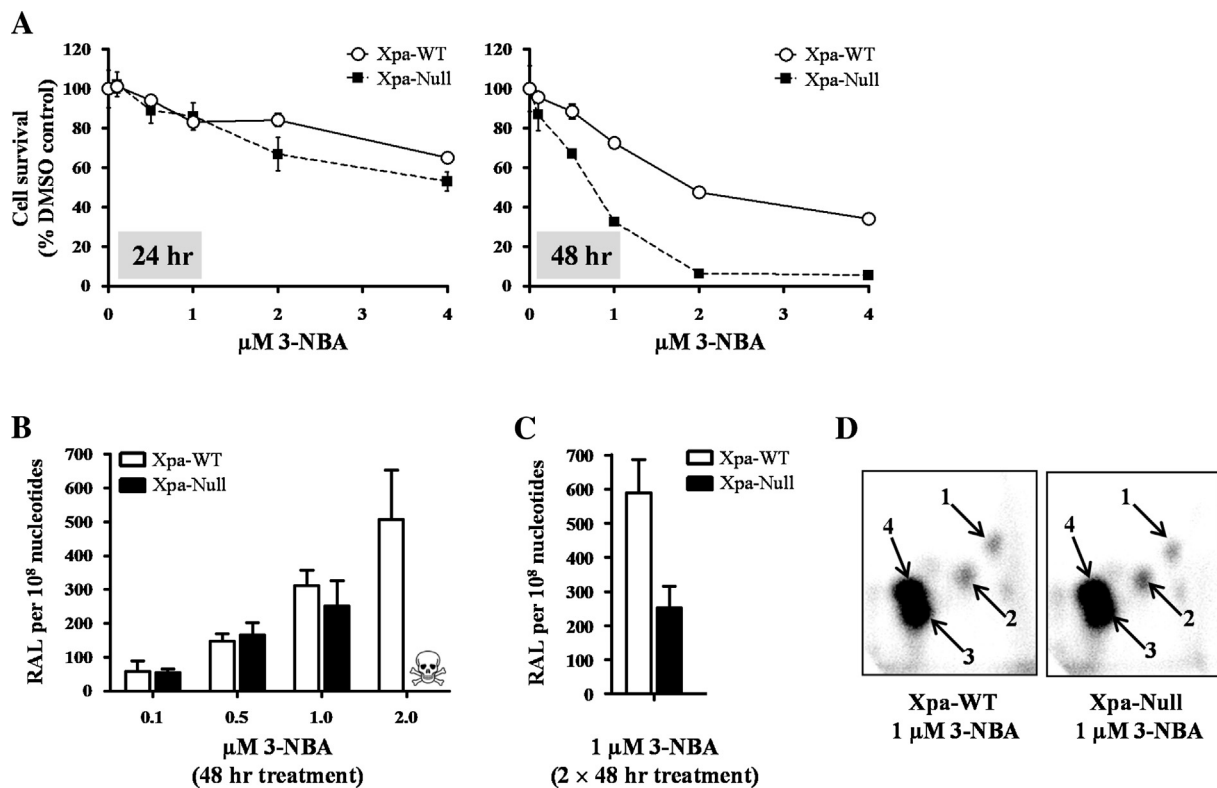 A
120
100
80
60
40
20
0
0 1 2 3 4
Cell survival
(% DMSO control)
μM 3-NBA
Xpa-WT
Xpa-Null
24 hr
120
100
80
60
40
20
0
0 1 2 3 4
μM 3-NBA
Xpa-WT
Xpa-Null
48 hr
B
RAL per 10⁸ nucleotides
700
600
500
400
300
200
100
0
Xpa-WT
Xpa-Null
0.1 0.5 1.0 2.0
μM 3-NBA
(48 hr treatment)
C
RAL per 10⁸ nucleotides
700
600
500
400
300
200
100
0
Xpa-WT
Xpa-Null
1 μM 3-NBA
(2 × 48 hr treatment)
D
1
4
2
3
Xpa-WT
1 μM 3-NBA
1
4
2
3
Xpa-Null
1 μM 3-NBA